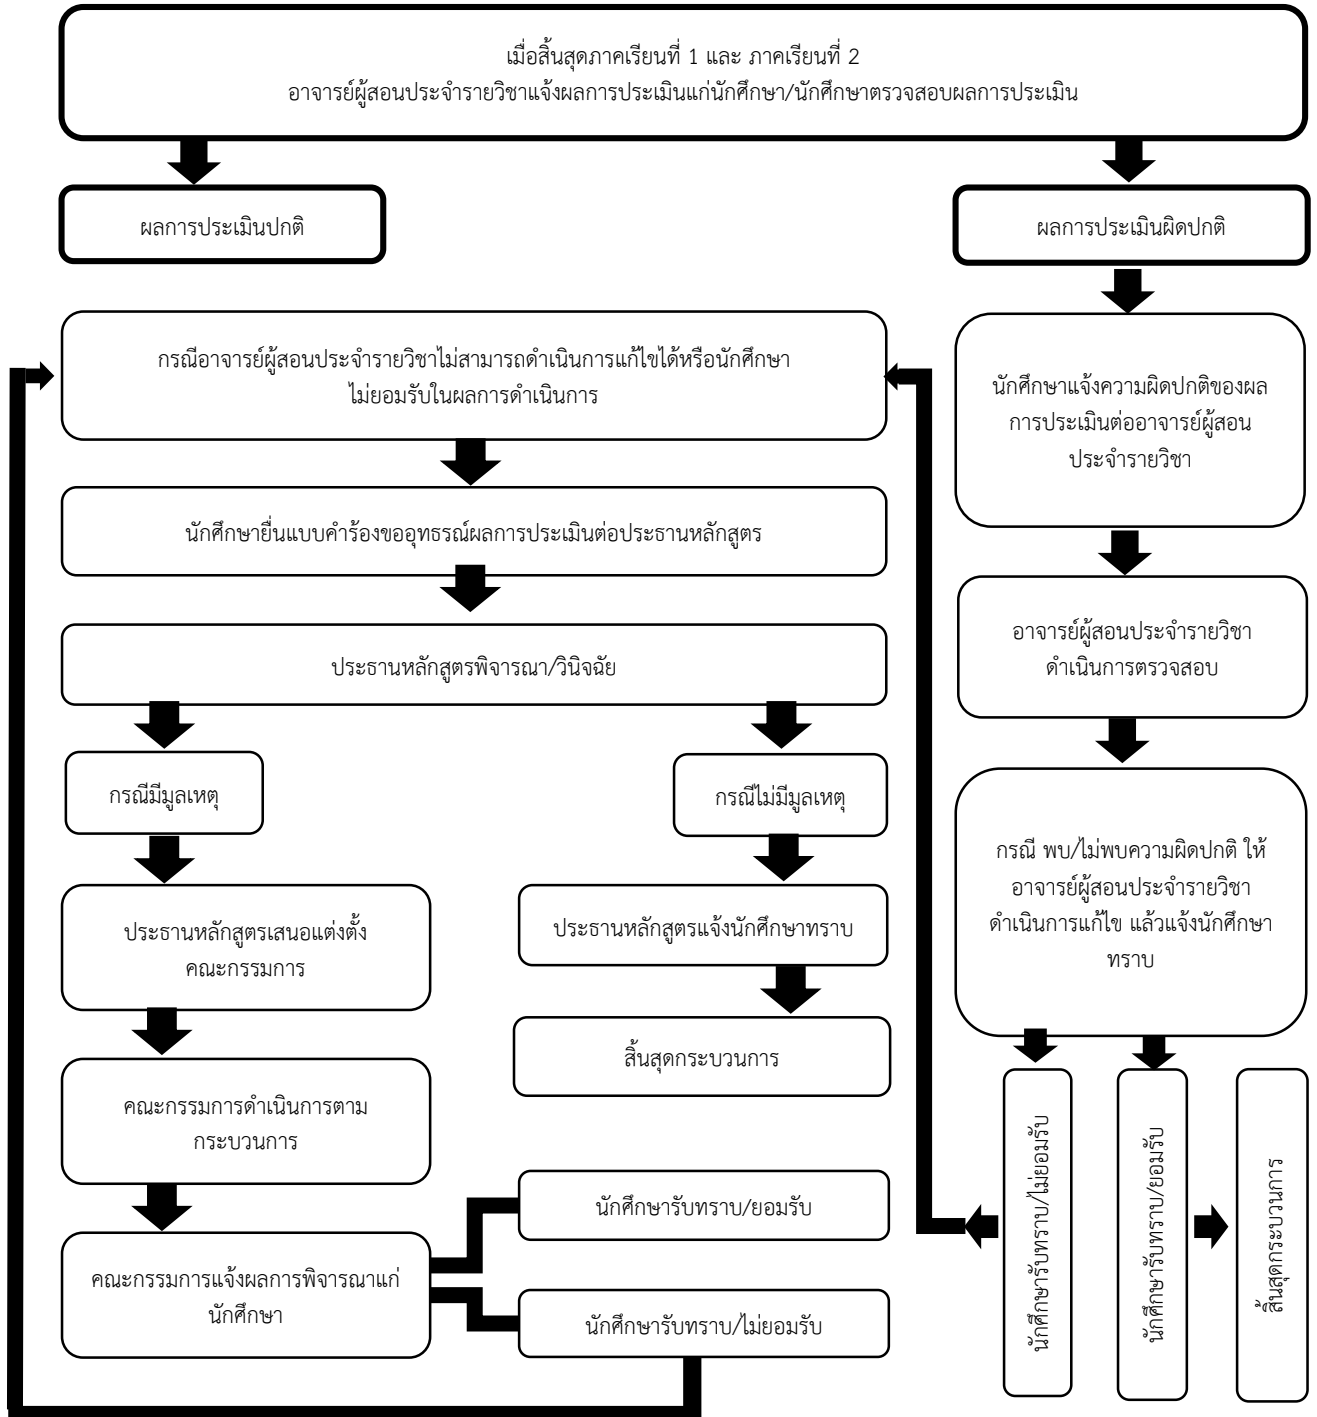 เมื่อสิ้นสุดภาคเรียนที่ 1 และ ภาคเรียนที่ 2
อาจารย์ผู้สอนประจำรายวิชาแจ้งผลการประเมินแก่นักศึกษา/นักศึกษาตรวจสอบผลการประเมิน
ผลการประเมินปกติ
ผลการประเมินผิดปกติ
กรณีอาจารย์ผู้สอนประจำรายวิชาไม่สามารถดำเนินการแก้ไขได้หรือนักศึกษา
ไม่ยอมรับในผลการดำเนินการ
นักศึกษายื่นแบบคำร้องขออุทธรณ์ผลการประเมินต่อประธานหลักสูตร
ประธานหลักสูตรพิจารณา/วินิจฉัย
กรณีมีมูลเหตุ
กรณีไม่มีมูลเหตุ
ประธานหลักสูตรเสนอแต่งตั้ง
คณะกรรมการ
ประธานหลักสูตรแจ้งนักศึกษาทราบ
สิ้นสุดกระบวนการ
คณะกรรมการดำเนินการตาม
กระบวนการ
คณะกรรมการแจ้งผลการพิจารณาแก่
นักศึกษา
นักศึกษารับทราบ/ยอมรับ
นักศึกษารับทราบ/ไม่ยอมรับ
นักศึกษาแจ้งความผิดปกติของผล
การประเมินต่ออาจารย์ผู้สอน
ประจำรายวิชา
อาจารย์ผู้สอนประจำรายวิชา
ดำเนินการตรวจสอบ
กรณี พบ/ไม่พบความผิดปกติ ให้
อาจารย์ผู้สอนประจำรายวิชา
ดำเนินการแก้ไข แล้วแจ้งนักศึกษา
ทราบ
นักศึกษารับทราบ/ไม่ยอมรับ
นักศึกษารับทราบ/ยอมรับ
สิ้นสุดกระบวนการ